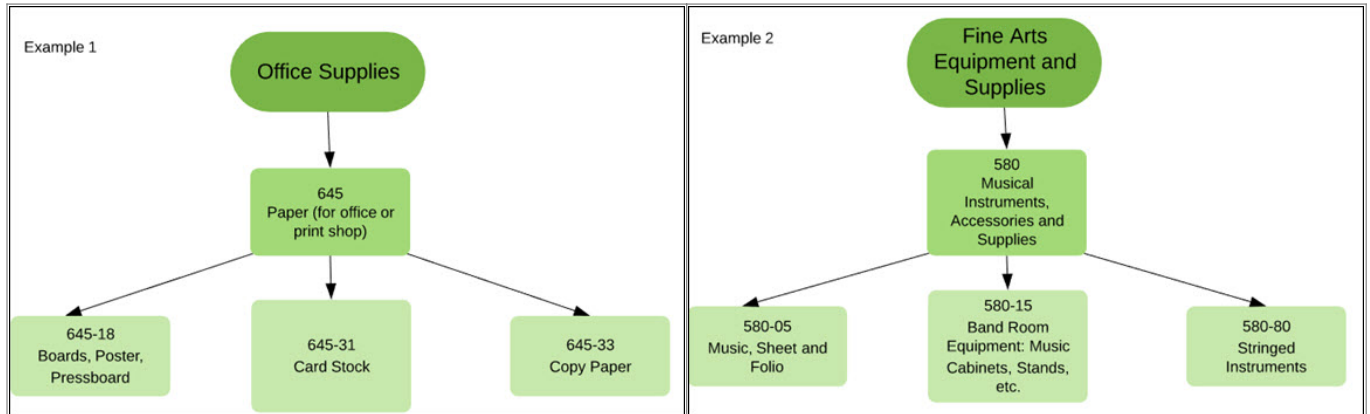 Example 1
Office Supplies
645
Paper (for office or
print shop)
645-18
Boards, Poster,
Pressboard
645-31
Card Stock
645-33
Copy Paper
Example 2
Fine Arts
Equipment and
Supplies
580
Musical
Instruments,
Accessories and
Supplies
580-05
Music, Sheet and
Folio
580-15
Band Room
Equipment: Music
Cabinets, Stands,
etc.
580-80
Stringed
Instruments